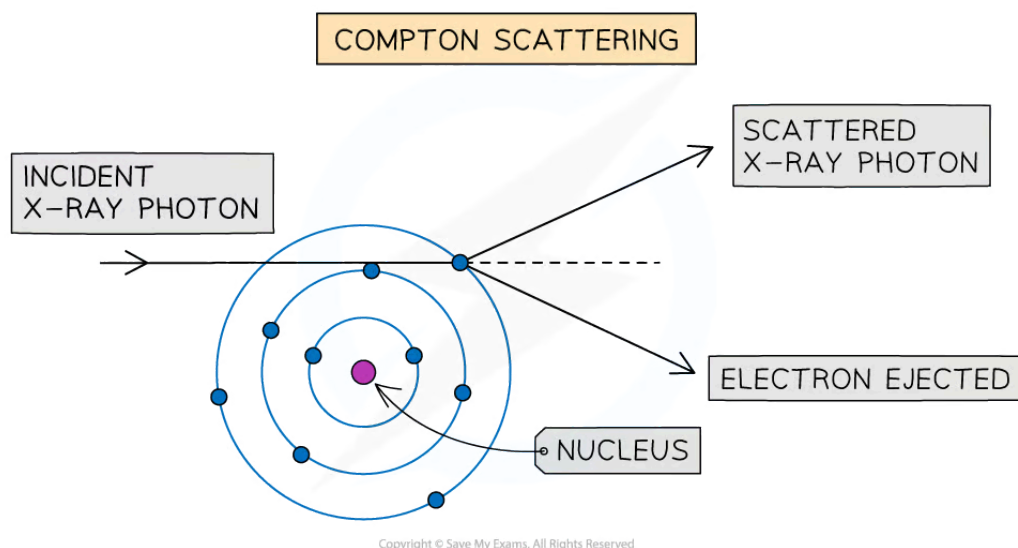 COMPTON SCATTERING
INCIDENT
X-RAY PHOTON
SCATTERED
X-RAY PHOTON
ELECTRON EJECTED
NUCLEUS
Copyright © Save My Exams. All Rights Reserved